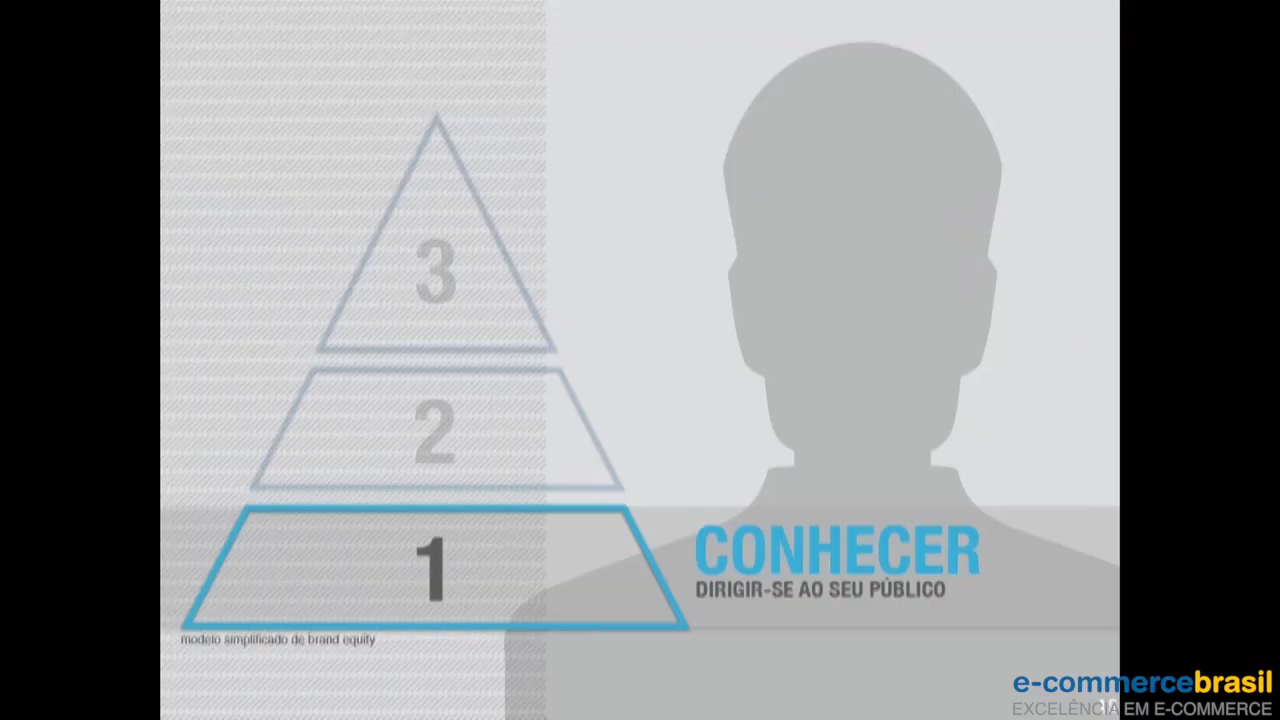 3
2
1
CONHECER
DIRIGIR-SE AO SEU PÚBLICO
modelo simplificado de brand equity
e-commercebrasil
EXCELÊNCIA EM E-COMMERCE